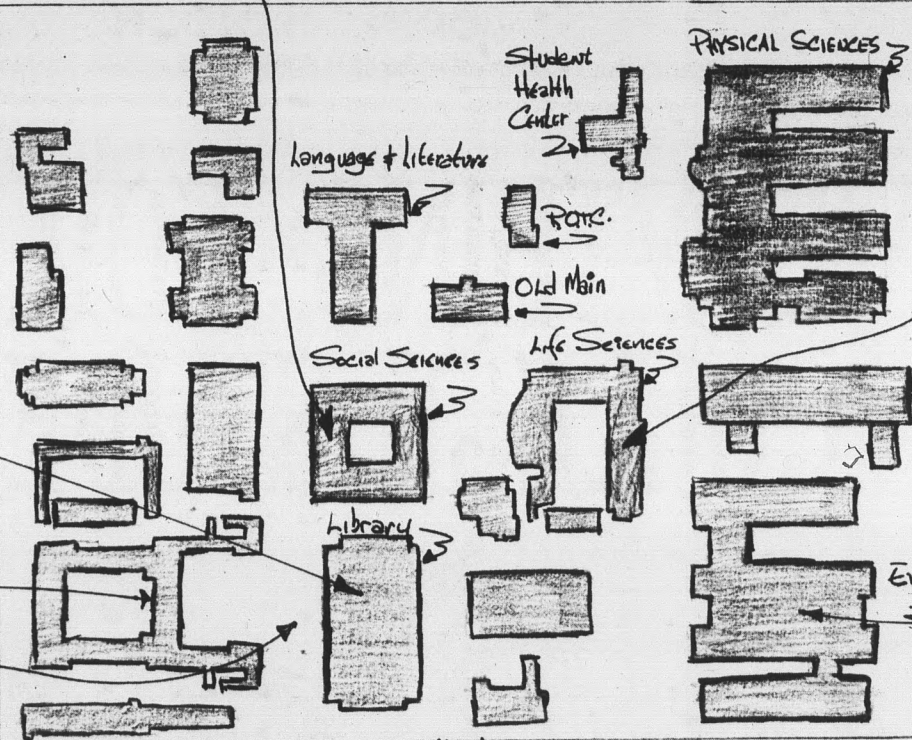 PHYSICAL SCIENCES
Student
Health
Center
Language & Literature
ROTC.
Old Main
Life Sciences
Social Sciences
Library